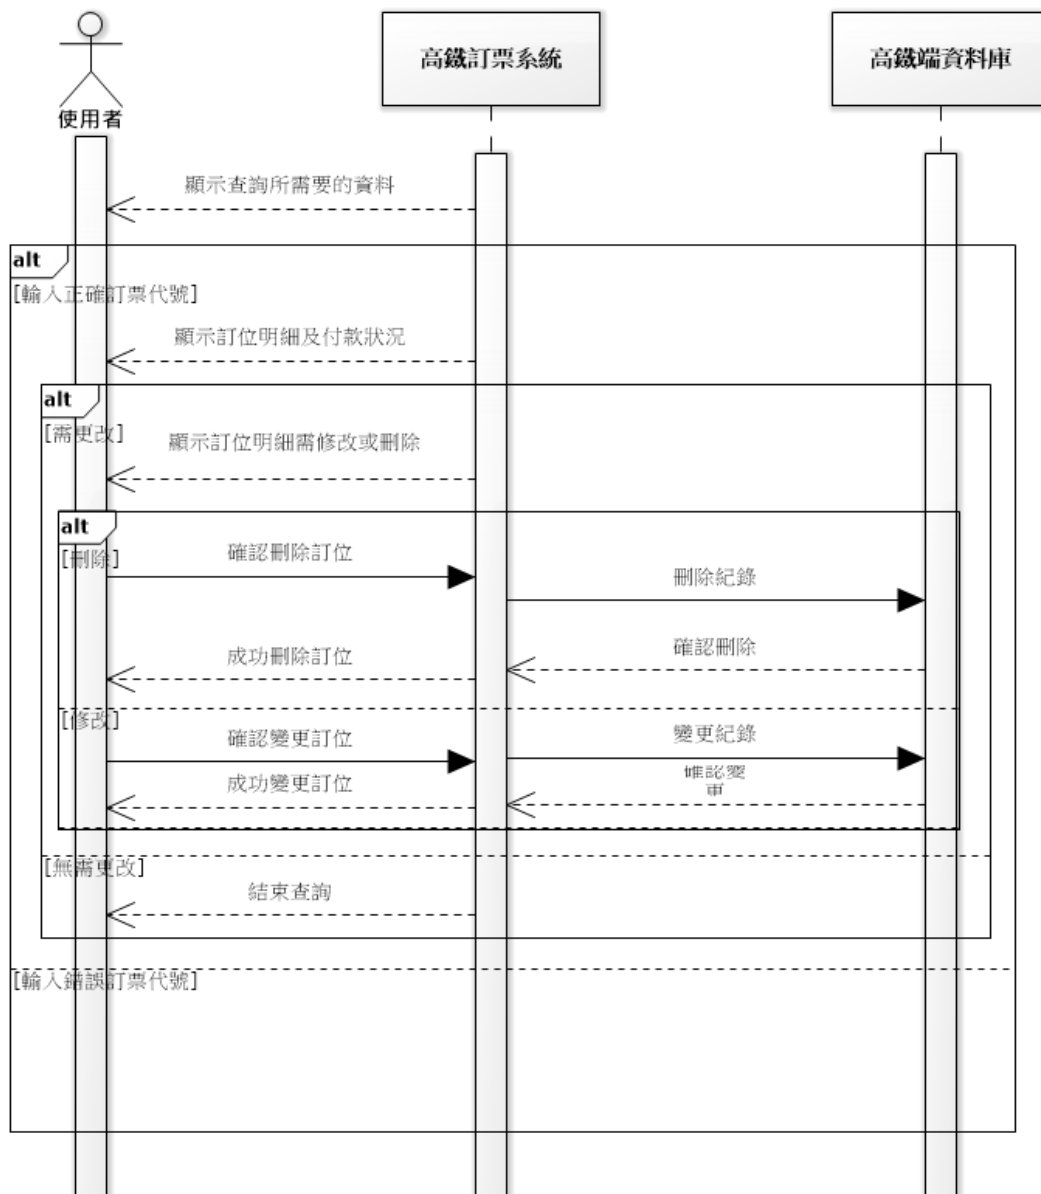 高鐵訂票系統
高鐵端資料庫
使用者
顯示查詢所需要的資料
alt
[輸入正確訂票代號]
顯示訂位明細及付款狀況
alt
[需更改]
顯示訂位明細需修改或刪除
alt
[刪除]
確認刪除訂位
刪除紀錄
確認刪除
成功刪除訂位
[修改]
確認變更訂位
變更紀錄
確認變
更
成功變更訂位
[無需更改]
結束查詢
[輸入錯誤訂票代號]